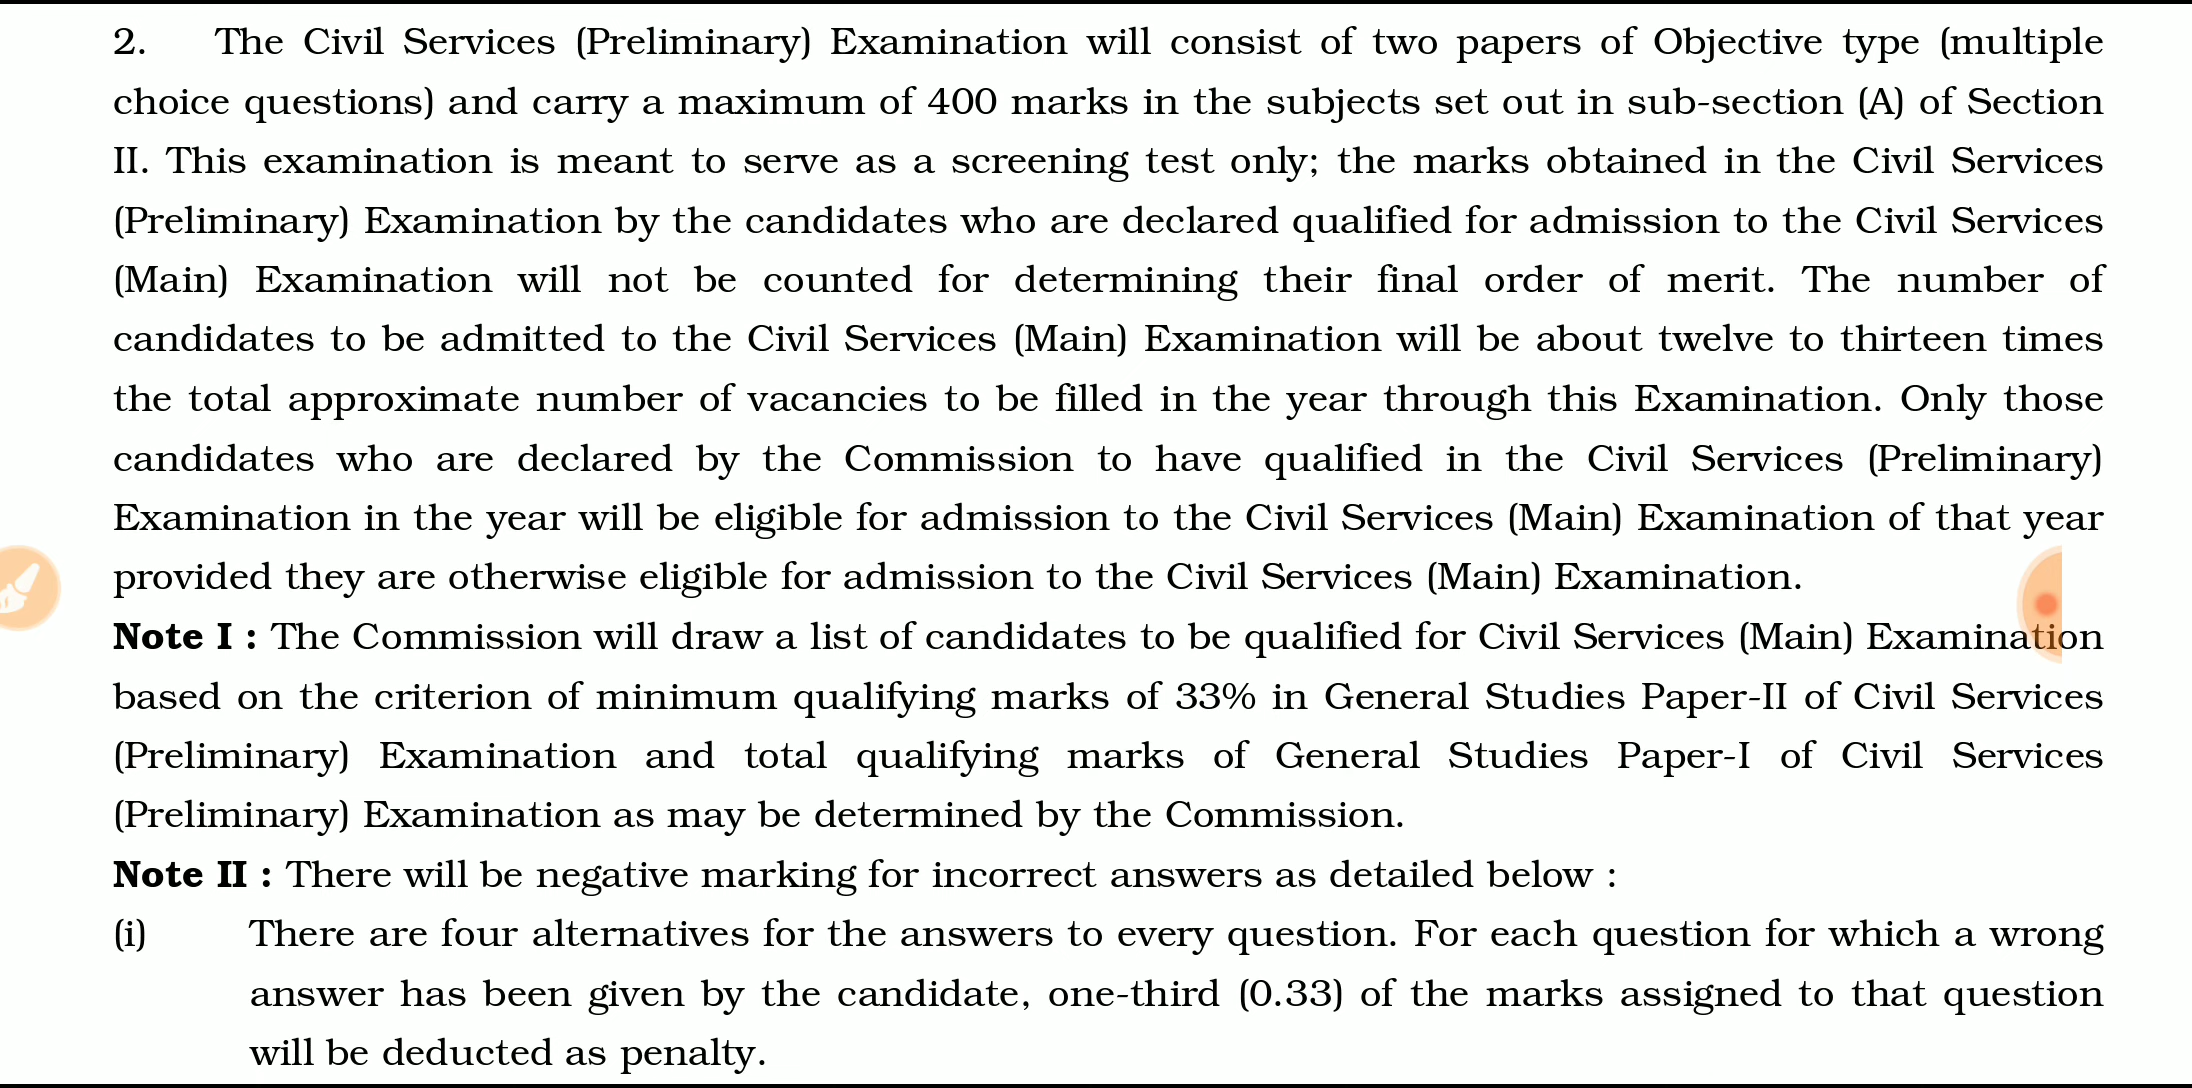 2. The Civil Services (Preliminary) Examination will consist of two papers of Objective type (multiple
choice questions) and carry a maximum of 400 marks in the subjects set out in sub-section (A) of Section
II. This examination is meant to serve as a screening test only; the marks obtained in the Civil Services
(Preliminary) Examination by the candidates who are declared qualified for admission to the Civil Services
(Main) Examination will not be counted for determining their final order of merit. The number of
candidates to be admitted to the Civil Services (Main) Examination will be about twelve to thirteen times
the total approximate number of vacancies to be filled in the year through this Examination. Only those
candidates who are declared by the Commission to have qualified in the Civil Services (Preliminary)
Examination in the year will be eligible for admission to the Civil Services (Main) Examination of that year
provided they are otherwise eligible for admission to the Civil Services (Main) Examination.
Note I : The Commission will draw a list of candidates to be qualified for Civil Services (Main) Examination
based on the criterion of minimum qualifying marks of 33% in General Studies Paper-II of Civil Services
(Preliminary) Examination and total qualifying marks of General Studies Paper-I of Civil Services
(Preliminary) Examination as may be determined by the Commission.
Note II : There will be negative marking for incorrect answers as detailed below :
(i) There are four alternatives for the answers to every question. For each question for which a wrong
answer has been given by the candidate, one-third (0.33) of the marks assigned to that question
will be deducted as penalty.